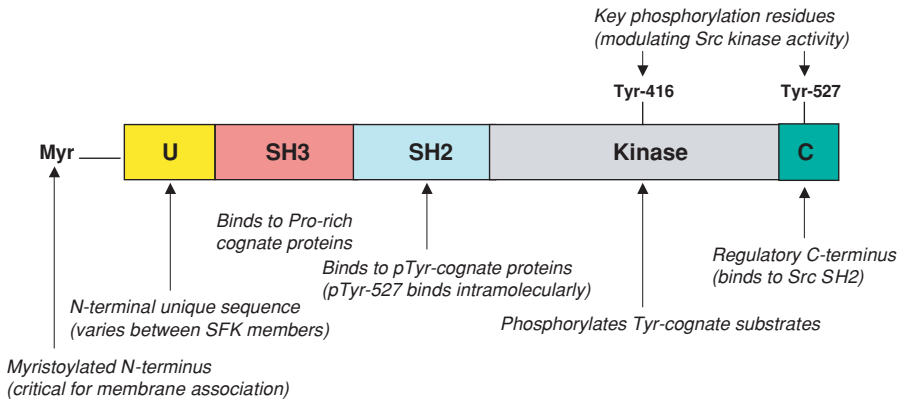 Key phosphorylation residues
(modulating Src kinase activity)
Tyr-416
Tyr-527
Myr
U
SH3
SH2
Kinase
C
Binds to Pro-rich
cognate proteins
Binds to pTyr-cognate proteins
(pTyr-527 binds intramolecularly)
Regulatory C-terminus
(binds to Src SH2)
N-terminal unique sequence
(varies between SFK members)
Phosphorylates Tyr-cognate substrates
Myristoylated N-terminus
(critical for membrane association)